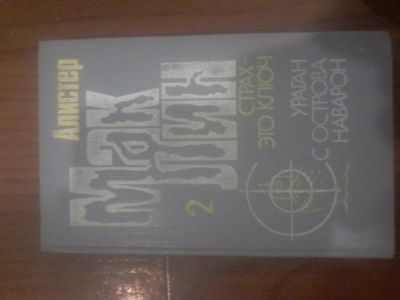 Алистер
Мак
лин
2
СТРАХ-
ЭТО КЛЮЧ
УРАГАН
С ОСТРОВА
НАВАРОН